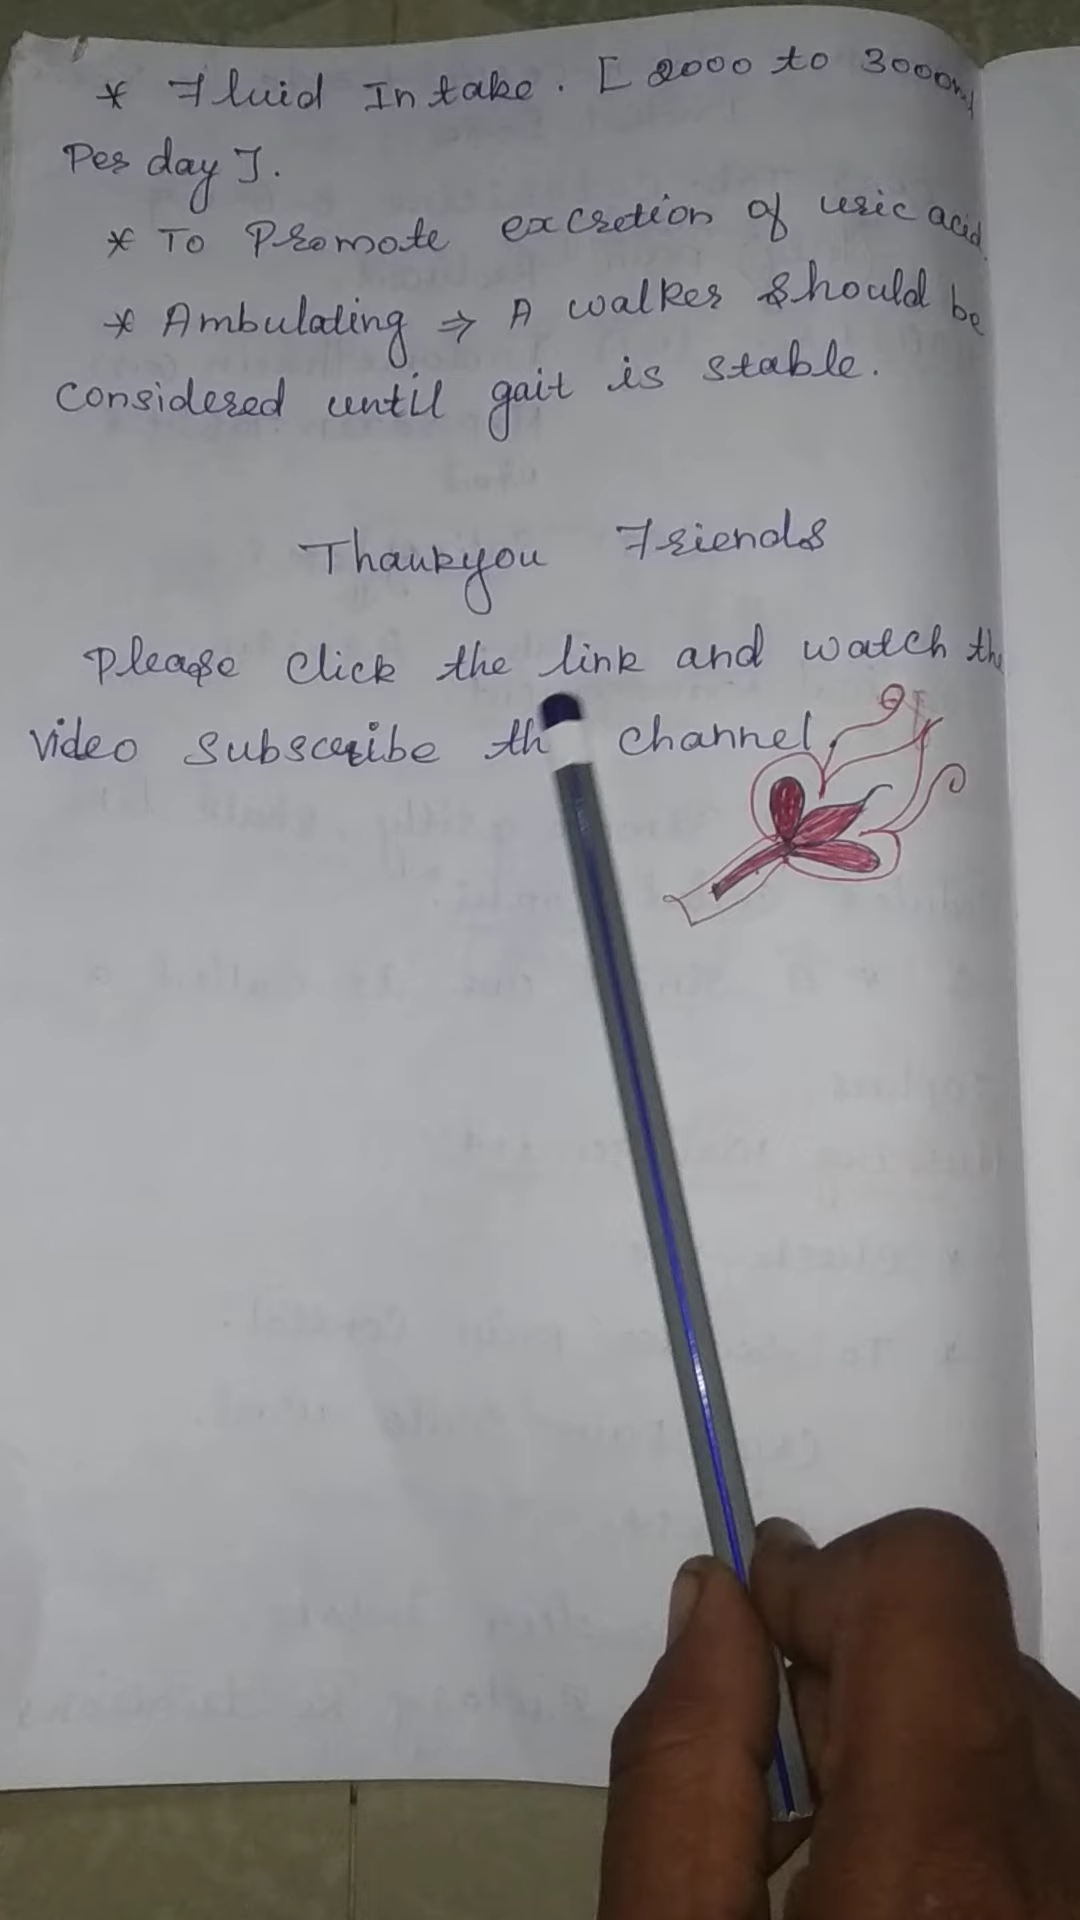 * Fluid Intake. [2000 to 3000ml
Per day].
* To Promote excretion of uric acid.
* Ambulating ⇒ A walker should be
considered until gait is stable.
Thankyou Friends
Please click the link and watch the
video subscribe th channel